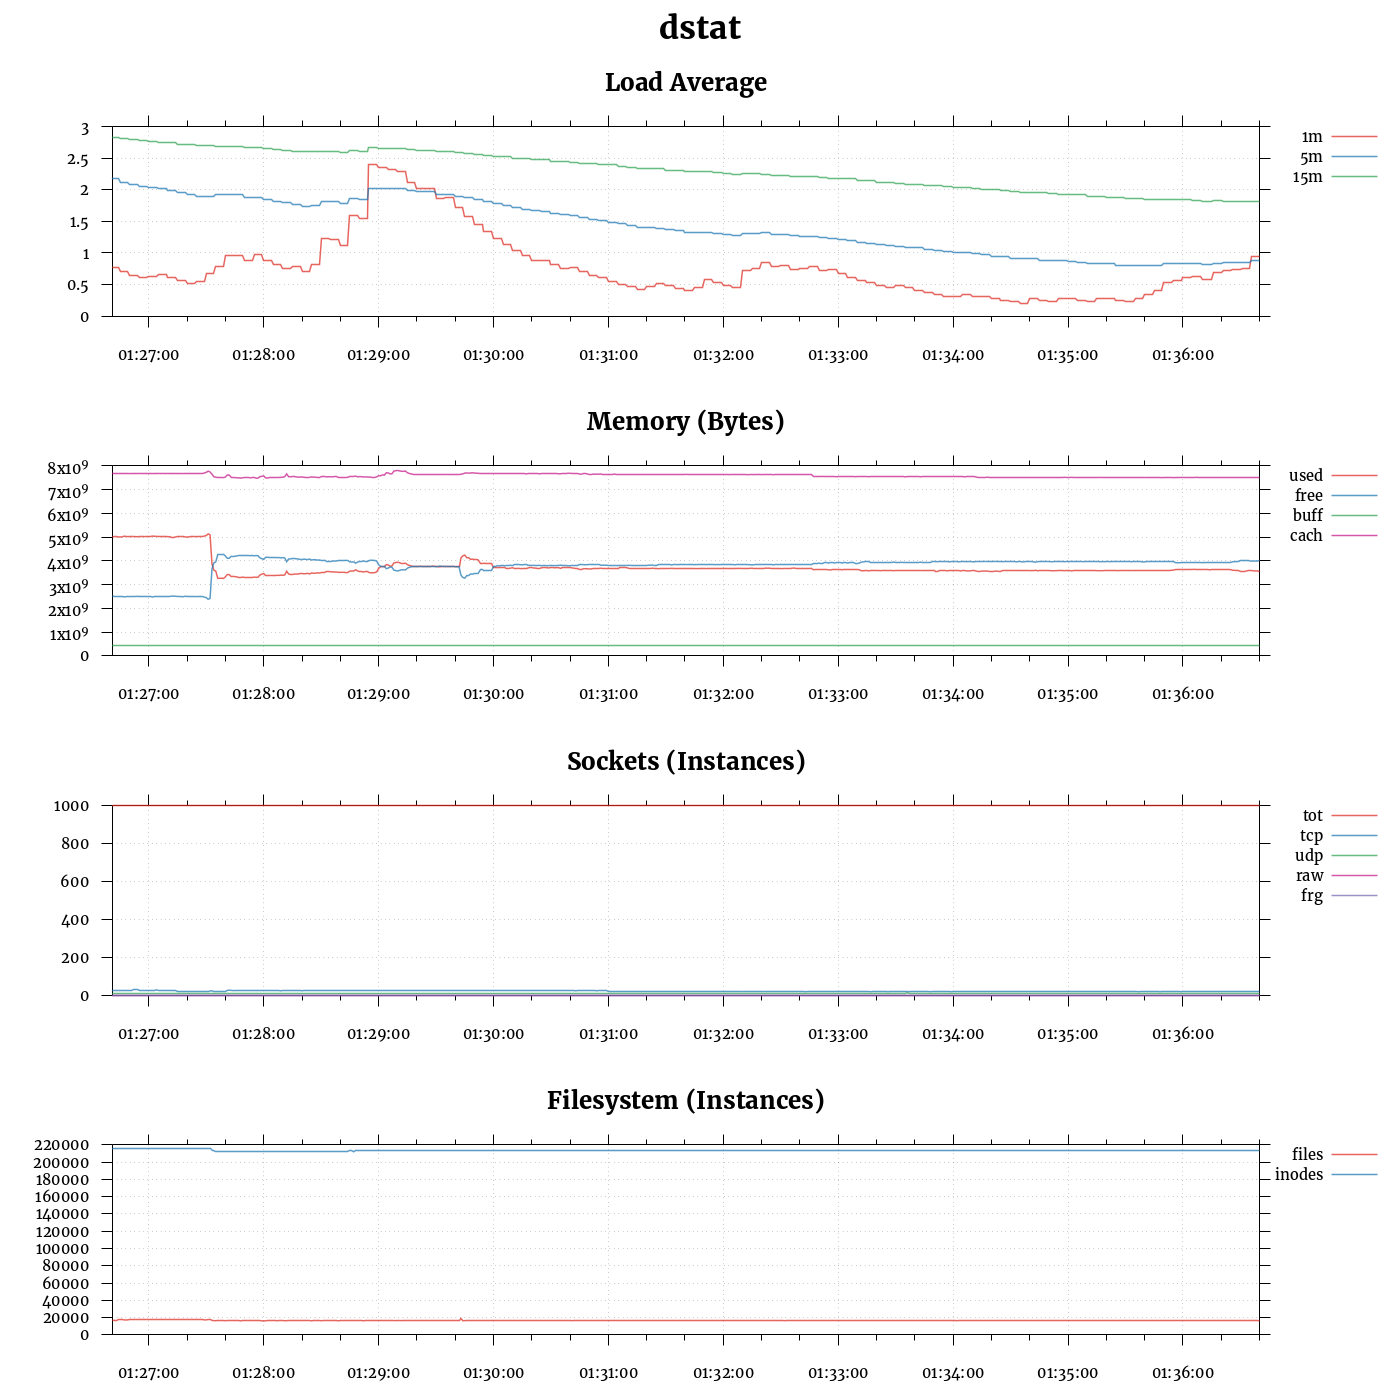 dstat
Load Average
3
2.5
2
1.5
1
0.5
0
01:27:00 01:28:00 01:29:00 01:30:00 01:31:00 01:32:00 01:33:00 01:34:00 01:35:00 01:36:00
1m
5m
15m
Memory (Bytes)
8x10⁹
7x10⁹
6x10⁹
5x10⁹
4x10⁹
3x10⁹
2x10⁹
1x10⁹
0
01:27:00 01:28:00 01:29:00 01:30:00 01:31:00 01:32:00 01:33:00 01:34:00 01:35:00 01:36:00
used
free
buff
cach
Sockets (Instances)
1000
800
600
400
200
0
01:27:00 01:28:00 01:29:00 01:30:00 01:31:00 01:32:00 01:33:00 01:34:00 01:35:00 01:36:00
tot
tcp
udp
raw
frg
Filesystem (Instances)
220000
200000
180000
160000
140000
120000
100000
80000
60000
40000
20000
0
01:27:00 01:28:00 01:29:00 01:30:00 01:31:00 01:32:00 01:33:00 01:34:00 01:35:00 01:36:00
files
inodes